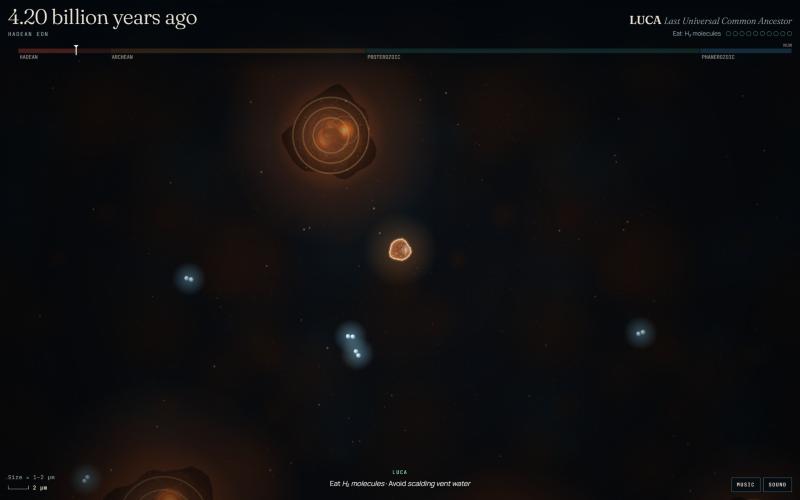 4.20 billion years ago
HADEAN EON
LUCA Last Universal Common Ancestor
Eat: H₂ molecules
HADEAN
ARCHEAN
PROTEROZOIC
PHANEROZOIC
LUCA
Eat H₂ molecules · Avoid scalding vent water
Size ≈ 1–2 μm
2 μm
MUSIC
SOUND